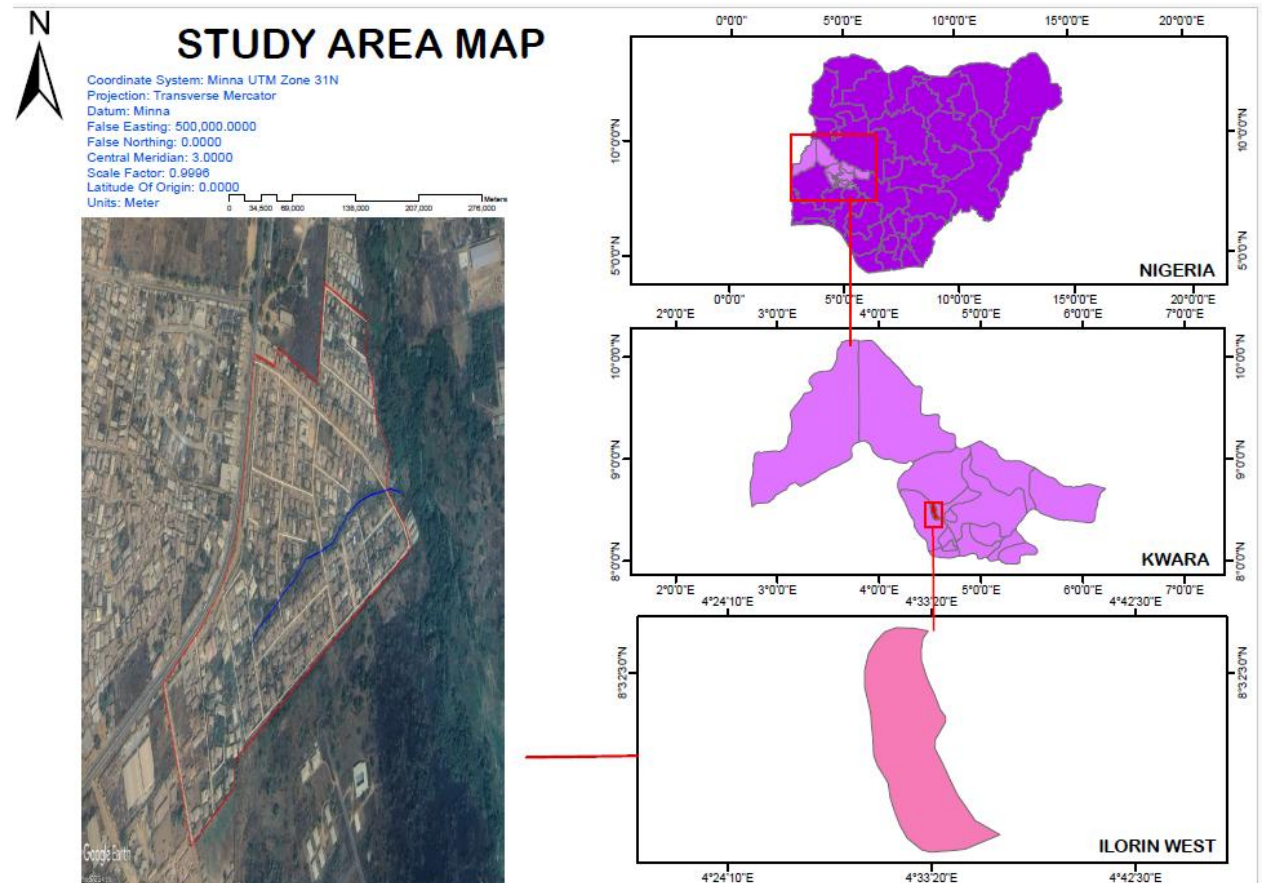 N
STUDY AREA MAP
Coordinate System: Minna UTM Zone 31N
Projection: Transverse Mercator
Datum: Minna
False Easting: 500,000.0000
False Northing: 0.0000
Central Meridian: 3.0000
Scale Factor: 0.9996
Latitude Of Origin: 0.0000
Units: Meter
Meters
0 34,500 69,000 138,000 207,000 276,000
Google Earth
0°0'0" 5°0'0"E 10°0'0"E 15°0'0"E 20°0'0"E
10°0'0"N
10°0'0"N
5°0'0"N
5°0'0"N
NIGERIA
0°0'0" 5°0'0"E 10°0'0"E 15°0'0"E 20°0'0"E
2°0'0"E 3°0'0"E 4°0'0"E 5°0'0"E 6°0'0"E 7°0'0"E
10°0'0"N
10°0'0"N
9°0'0"N
9°0'0"N
8°0'0"N
8°0'0"N
KWARA
2°0'0"E 3°0'0"E 4°0'0"E 5°0'0"E 6°0'0"E 7°0'0"E
4°24'10"E 4°33'20"E 4°42'30"E
8°32'3"N
8°32'3"N
ILORIN WEST
4°24'10"E 4°33'20"E 4°42'30"E